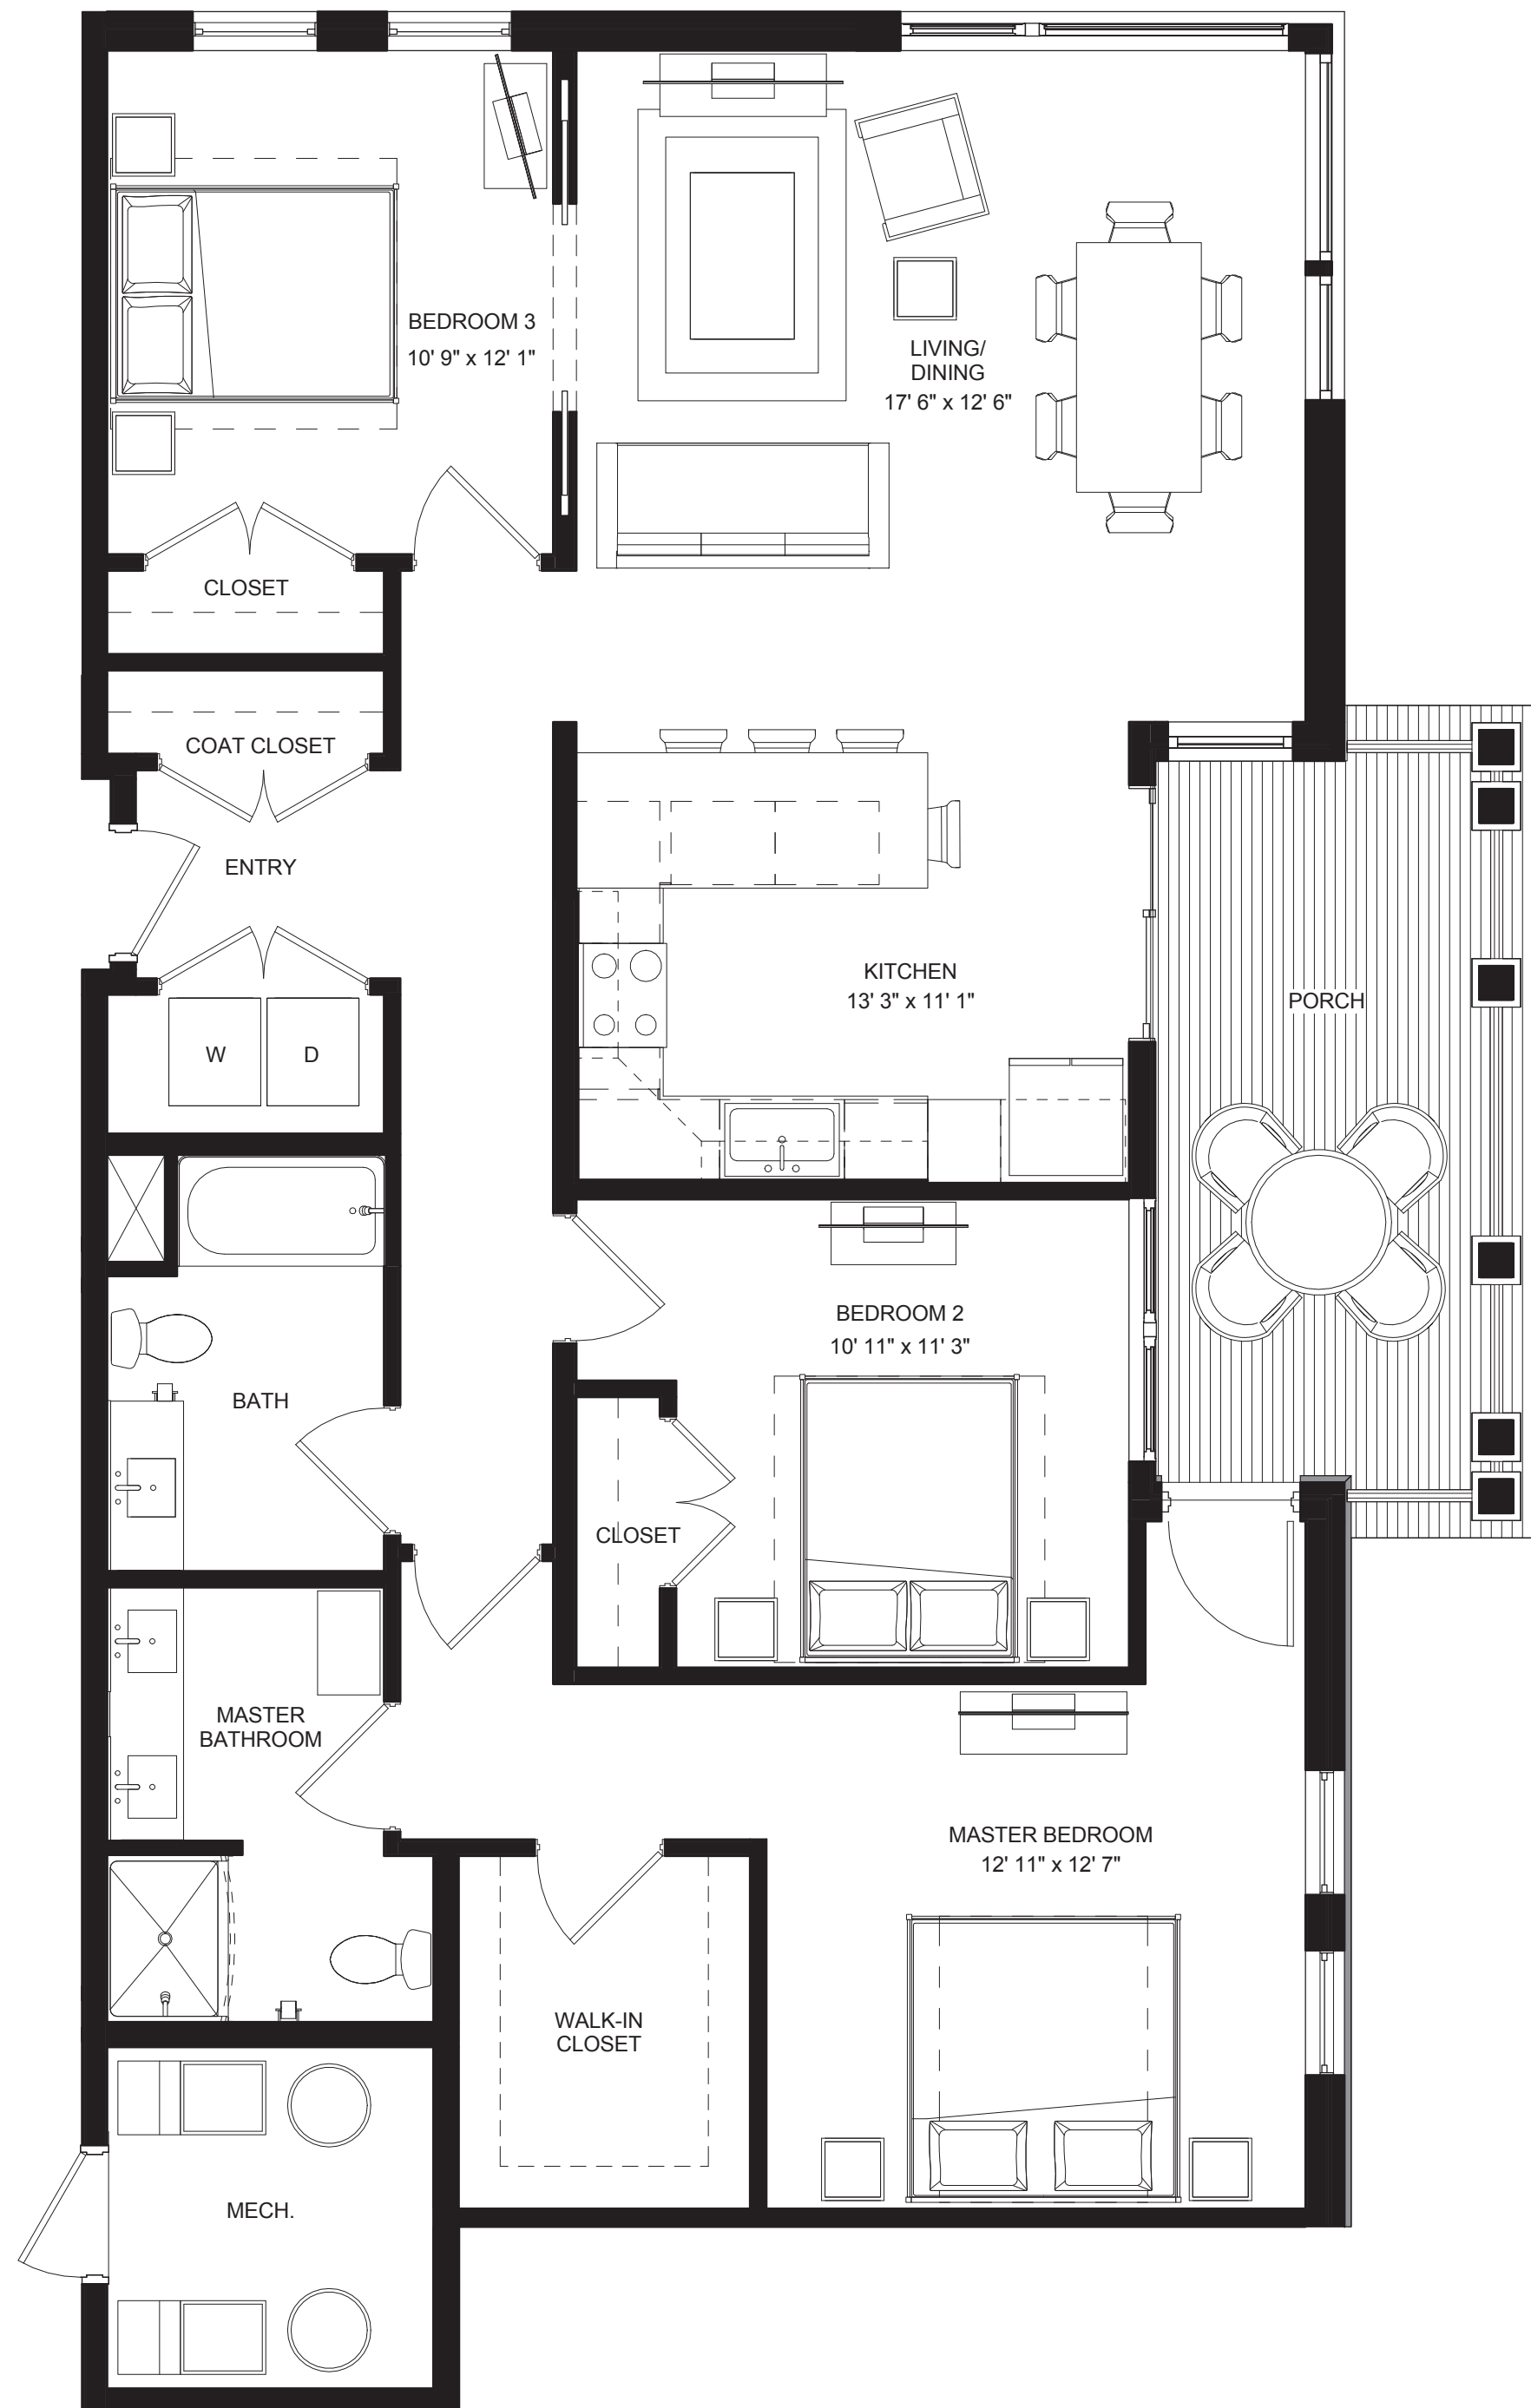 BEDROOM 3
10' 9" x 12' 1"
LIVING/
DINING
17' 6" x 12' 6"
CLOSET
COAT CLOSET
ENTRY
KITCHEN
13' 3" x 11' 1"
PORCH
W
D
BEDROOM 2
10' 11" x 11' 3"
BATH
CLOSET
MASTER
BATHROOM
MASTER BEDROOM
12' 11" x 12' 7"
WALK-IN
CLOSET
MECH.